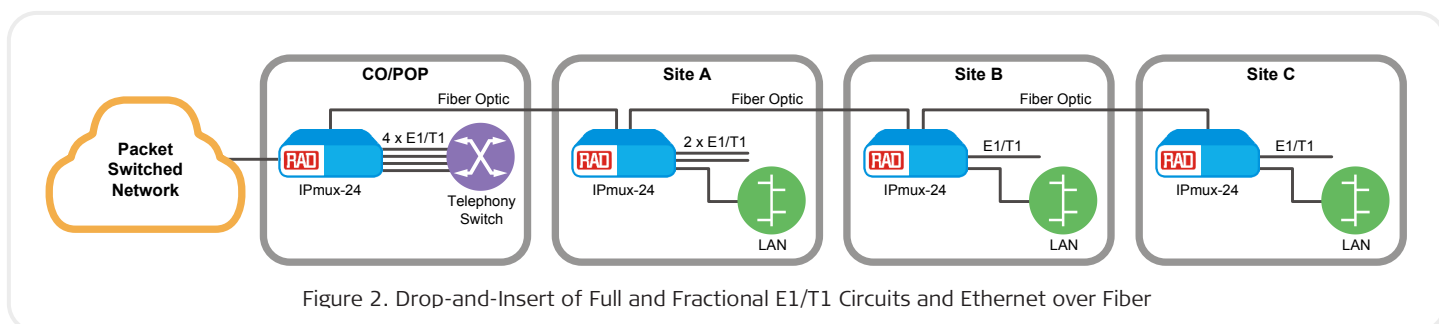 CO/POP
Site A
Site B
Site C
Fiber Optic
Fiber Optic
Fiber Optic
Packet
Switched
Network
RAD
IPmux-24
4 x E1/T1
Telephony
Switch
RAD
IPmux-24
2 x E1/T1
LAN
RAD
IPmux-24
E1/T1
LAN
RAD
IPmux-24
E1/T1
LAN
Figure 2. Drop-and-Insert of Full and Fractional E1/T1 Circuits and Ethernet over Fiber